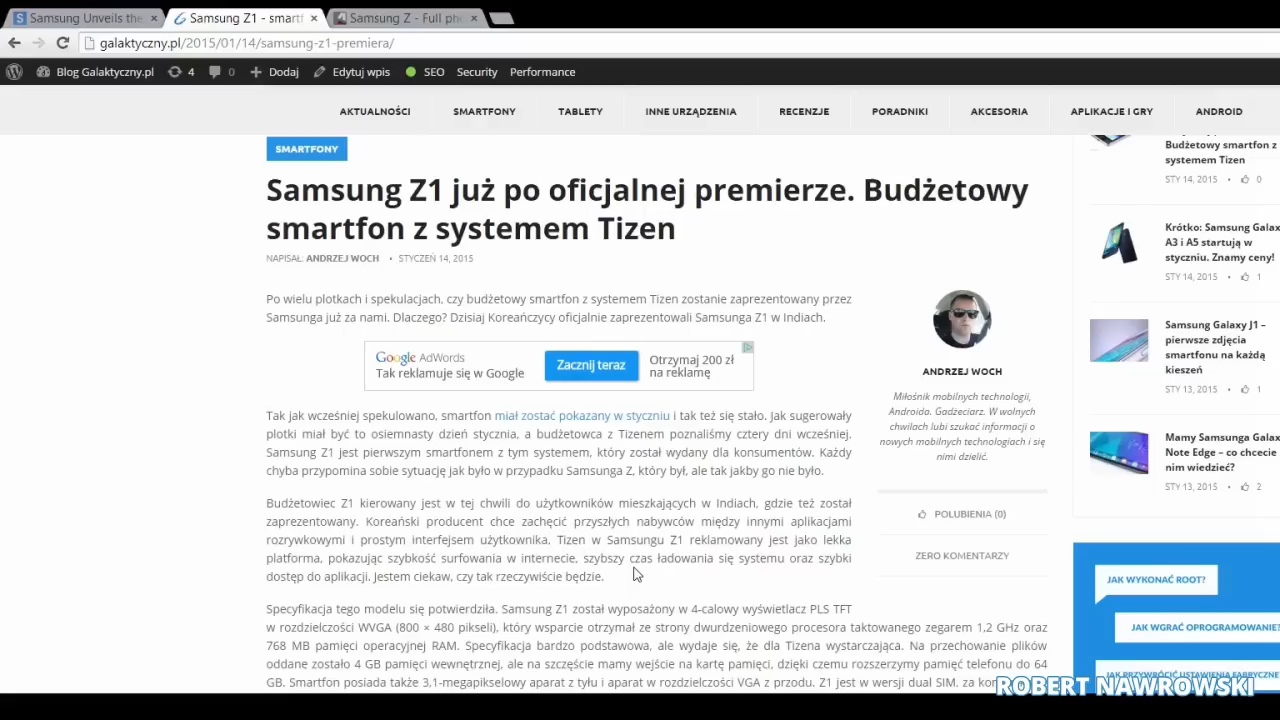 Samsung Unveils the
Samsung Z1 - smartf
Samsung Z - Full pho
galaktyczny.pl/2015/01/14/samsung-z1-premiera/
Blog Galaktyczny.pl 4 0 Dodaj Edytuj wpis SEO Security Performance
AKTUALNOŚCI SMARTFONY TABLETY INNE URZĄDZENIA RECENZJE PORADNIKI AKCESORIA APLIKACJE I GRY ANDROID
SMARTFONY
Samsung Z1 już po oficjalnej premierze. Budżetowy
smartfon z systemem Tizen
NAPISAŁ: ANDRZEJ WOCH • STYCZEŃ 14, 2015
Po wielu plotkach i spekulacjach, czy budżetowy smartfon z systemem Tizen zostanie zaprezentowany przez
Samsunga już za nami. Dlaczego? Dzisiaj Koreańczycy oficjalnie zaprezentowali Samsunga Z1 w Indiach.
Google AdWords
Tak reklamuje się w Google
Zacznij teraz
Otrzymaj 200 zł
na reklamę
Tak jak wcześniej spekulowano, smartfon miał zostać pokazany w styczniu i tak też się stało. Jak sugerowały
plotki miał być to osiemnasty dzień stycznia, a budżetowca z Tizenem poznaliśmy cztery dni wcześniej.
Samsung Z1 jest pierwszym smartfonem z tym systemem, który został wydany dla konsumentów. Każdy
chyba przypomina sobie sytuację jak było w przypadku Samsunga Z, który był, ale tak jakby go nie było.
Budżetowiec Z1 kierowany jest w tej chwili do użytkowników mieszkających w Indiach, gdzie też został
zaprezentowany. Koreański producent chce zachęcić przyszłych nabywców między innymi aplikacjami
rozrywkowymi i prostym interfejsem użytkownika. Tizen w Samsungu Z1 reklamowany jest jako lekka
platforma, pokazując szybkość surfowania w internecie, szybszy czas ładowania się systemu oraz szybki
dostęp do aplikacji. Jestem ciekaw, czy tak rzeczywiście będzie.
Specyfikacja tego modelu się potwierdziła. Samsung Z1 został wyposażony w 4-calowy wyświetlacz PLS TFT
w rozdzielczości WVGA (800 × 480 pikseli), który wsparcie otrzymał ze strony dwurdzeniowego procesora taktowanego zegarem 1,2 GHz oraz
768 MB pamięci operacyjnej RAM. Specyfikacja bardzo podstawowa, ale wydaje się, że dla Tizena wystarczająca. Na przechowanie plików
oddane zostało 4 GB pamięci wewnętrznej, ale na szczęście mamy wejście na kartę pamięci, dzięki czemu rozszerzymy pamięć telefonu do 64
GB. Smartfon posiada także 3,1-megapikselowy aparat z tyłu i aparat w rozdzielczości VGA z przodu. Z1 jest w wersji dual SIM, za
ANDRZEJ WOCH
Miłośnik mobilnych technologii,
Androida. Gadżeciarz. W wolnych
chwilach lubi szukać informacji o
nowych mobilnych technologiach i się
nimi dzielić.
POLUBIENIA (0)
ZERO KOMENTARZY
Budżetowy smartfon z
systemem Tizen
STY 14, 2015 • 0
Krótko: Samsung Galax
A3 i A5 startują w
styczniu. Znamy ceny!
STY 14, 2015 • 1
Samsung Galaxy J1 –
pierwsze zdjęcia
smartfonu na każdą
kieszeń
STY 13, 2015 • 1
Mamy Samsunga Galax
Note Edge – co chcecie
nim wiedzieć?
STY 13, 2015 • 2
JAK WYKONAĆ ROOT?
JAK WGRAĆ OPROGRAMOWANIE?
JAK PRZYWRÓCIĆ USTAWIENIA FABRYCZNE
ROBERT NAWROWSKI